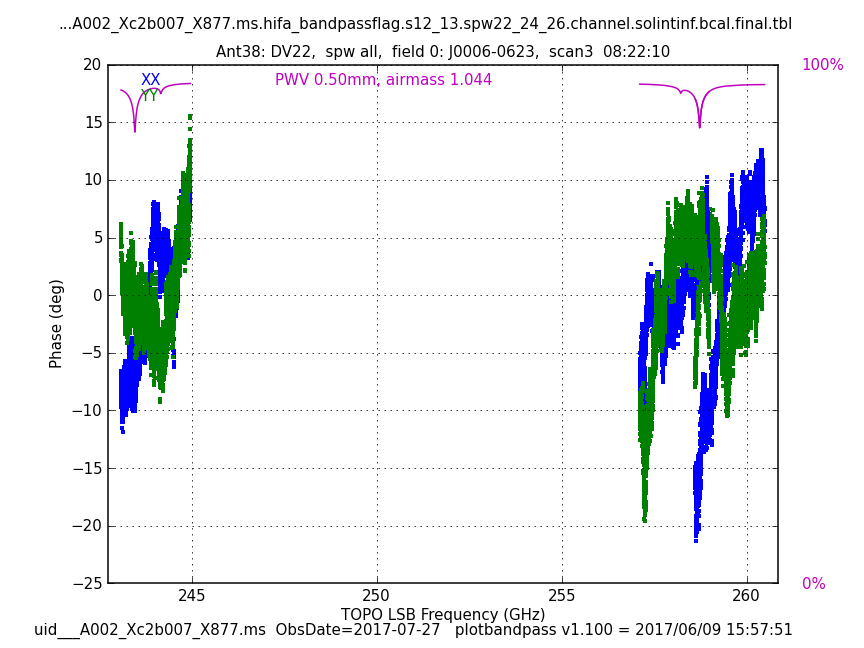 ...A002_Xc2b007_X877.ms.hifa_bandpassflag.s12_13.spw22_24_26.channel.solintinf.bcal.final.tbl
Ant38: DV22,  spw all,  field 0: J0006-0623,  scan3  08:22:10
20
100%
XX
PWV 0.50mm, airmass 1.044
YY
15
10
5
0
Phase (deg)
−5
−10
−15
−20
−25
0%
245
250
255
260
TOPO LSB Frequency (GHz)
uid___A002_Xc2b007_X877.ms  ObsDate=2017-07-27   plotbandpass v1.100 = 2017/06/09 15:57:51